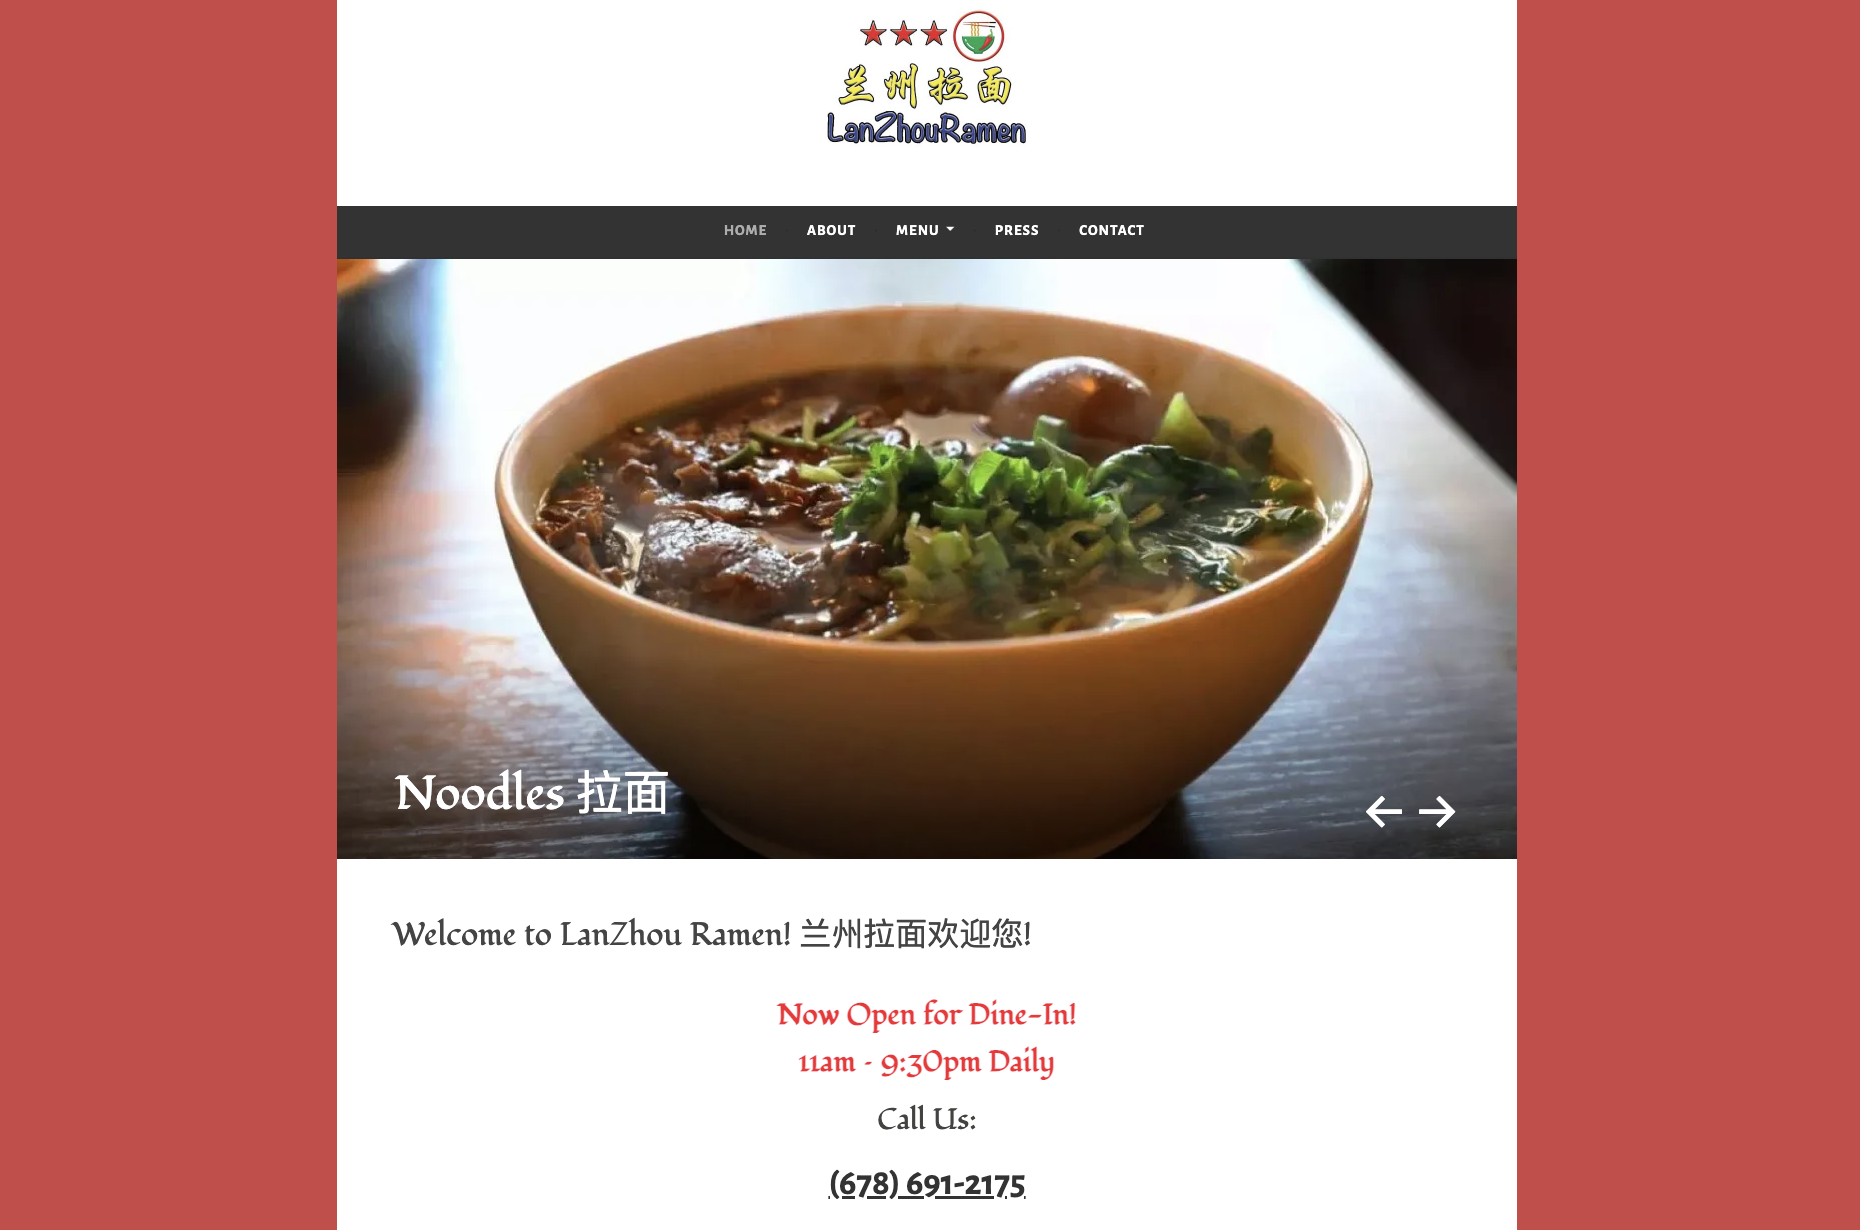 兰州拉面
LanZhouRamen
HOME ABOUT MENU PRESS CONTACT
Noodles 拉面
Welcome to LanZhou Ramen! 兰州拉面欢迎您!
Now Open for Dine-In!
11am - 9:30pm Daily
Call Us:
(678) 691-2175